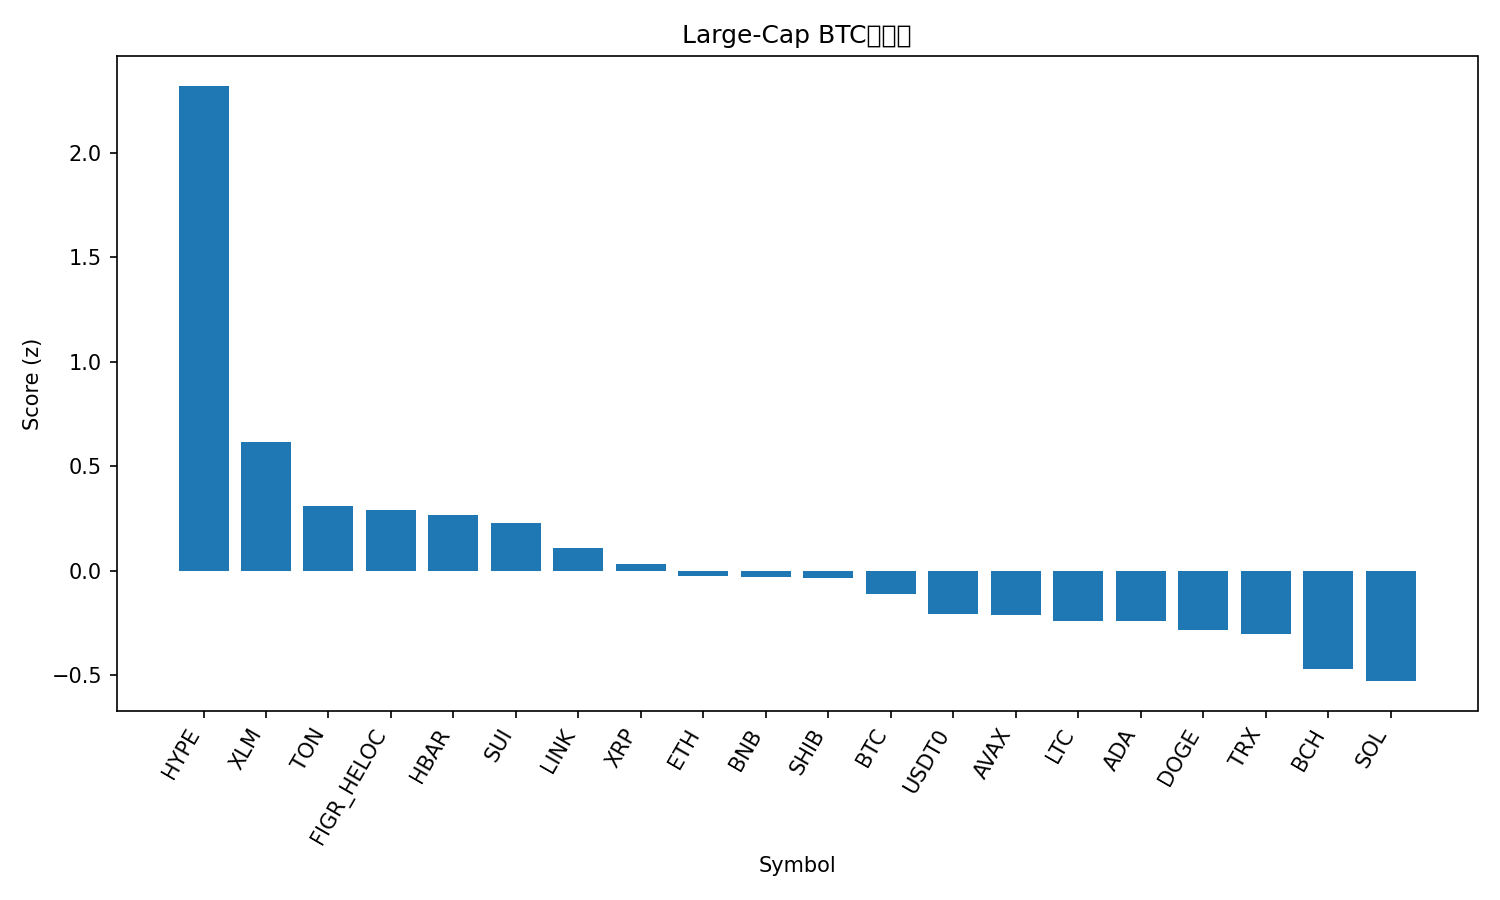 Large-Cap BTC
Score (z)
2.0
1.5
1.0
0.5
0.0
−0.5
HYPE
XLM
TON
FIGR_HELOC
HBAR
SUI
LINK
XRP
ETH
BNB
SHIB
BTC
USDT0
AVAX
LTC
ADA
DOGE
TRX
BCH
SOL
Symbol